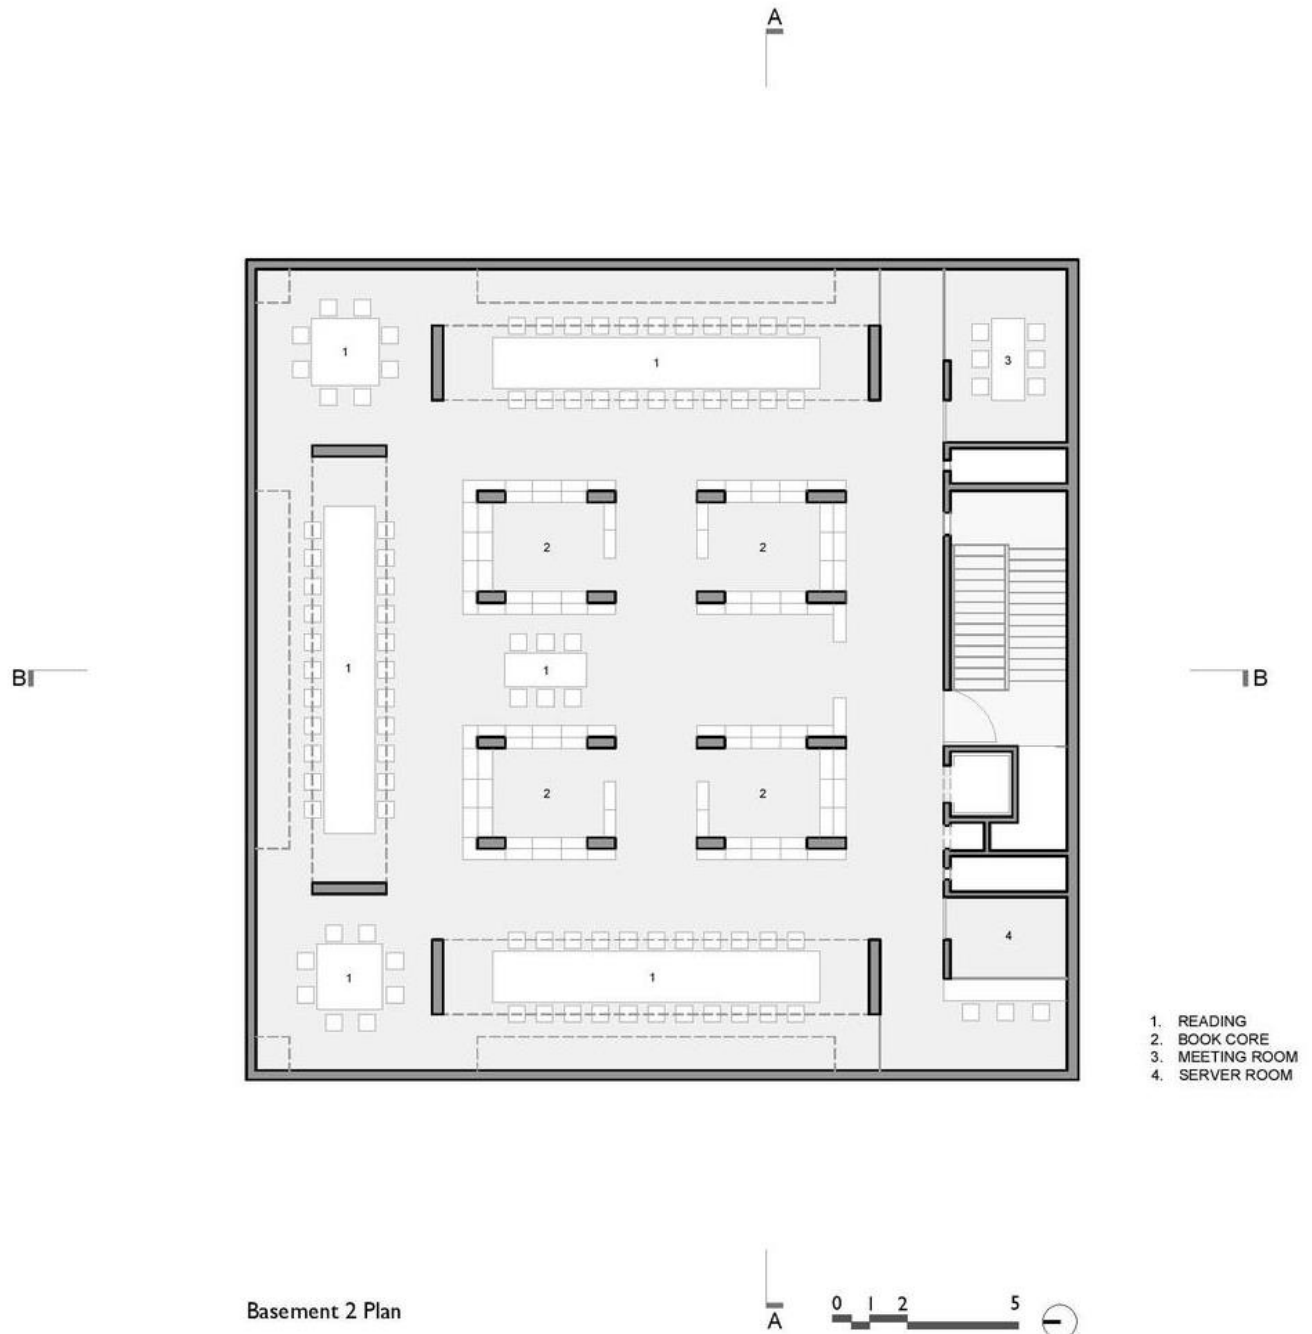 A
1
1
3
2
2
B
1
1
B
2
2
4
1
1
1. READING
2. BOOK CORE
3. MEETING ROOM
4. SERVER ROOM
Basement 2 Plan
A
0 1 2 5